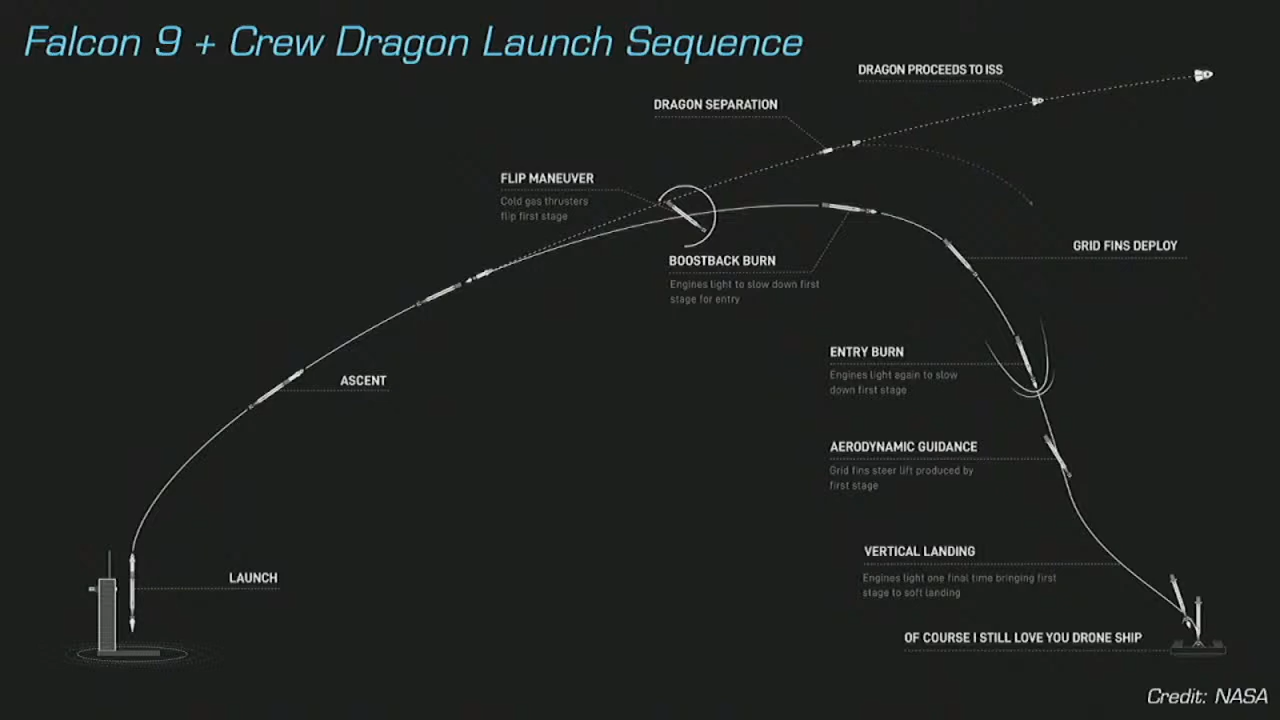 Falcon 9 + Crew Dragon Launch Sequence
DRAGON PROCEEDS TO ISS
DRAGON SEPARATION
FLIP MANEUVER
Cold gas thrusters
flip first stage
GRID FINS DEPLOY
BOOSTBACK BURN
Engines light to slow down first
stage for entry
ENTRY BURN
Engines light again to slow
down first stage
ASCENT
AERODYNAMIC GUIDANCE
Grid fins steer lift produced by
first stage
VERTICAL LANDING
Engines light one final time bringing first
stage to soft landing
LAUNCH
OF COURSE I STILL LOVE YOU DRONE SHIP
Credit: NASA